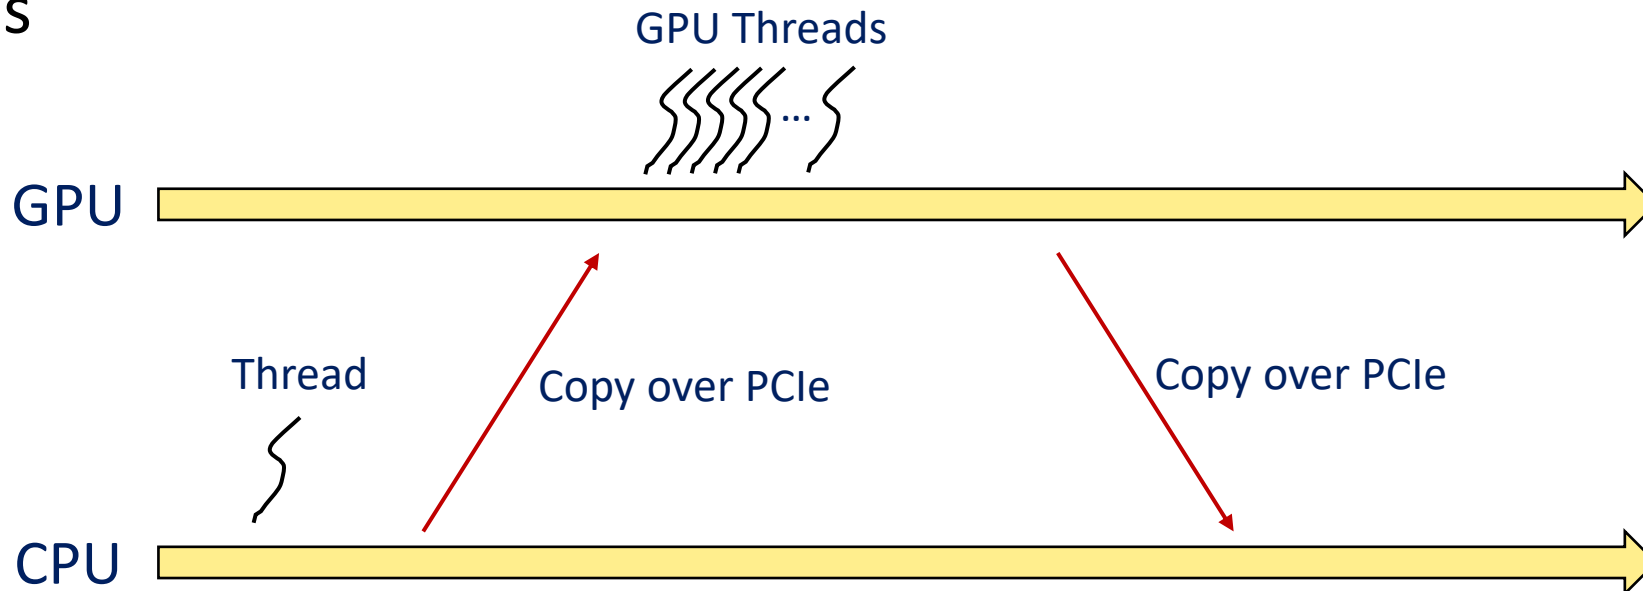 s
GPU Threads
...
GPU
Thread
Copy over PCIe
Copy over PCIe
CPU